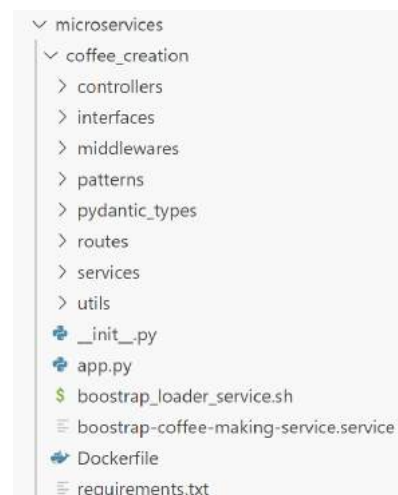 microservices
coffee_creation
controllers
interfaces
middlewares
patterns
pydantic_types
routes
services
utils
__init__.py
app.py
$ boostrap_loader_service.sh
boostrap-coffee-making-service.service
Dockerfile
requirements.txt